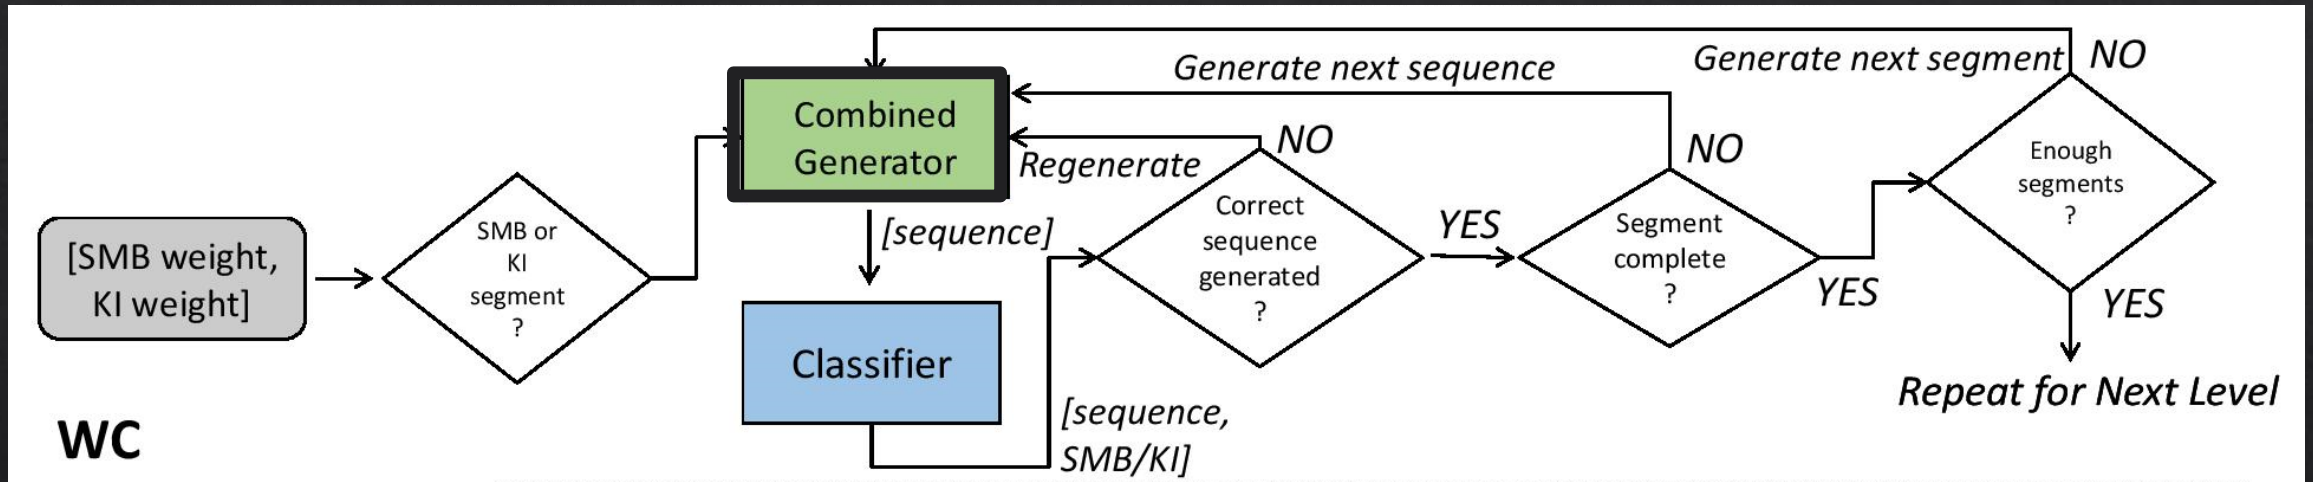 [SMB weight,
KI weight]
SMB or
KI
segment
?
Combined
Generator
[sequence]
Classifier
[sequence,
SMB/KI]
Regenerate
NO
Correct
sequence
generated
?
YES
Generate next sequence
NO
Segment
complete
?
YES
Generate next segment
NO
Enough
segments
?
YES
Repeat for Next Level
WC